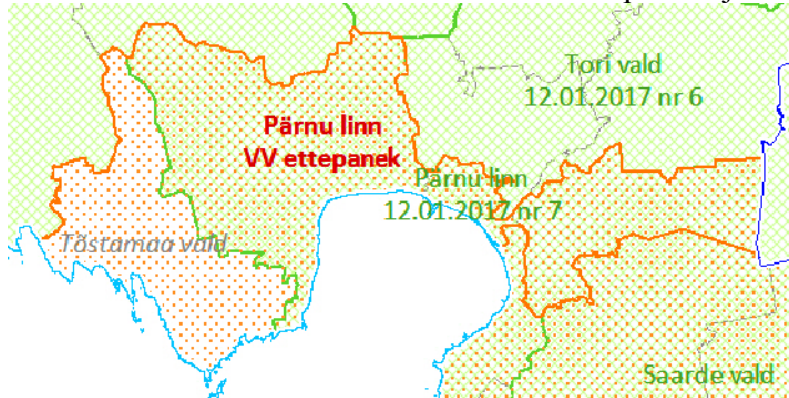 Tori vald
12.01.2017 nr 6
Pärnu linn
VV ettepanek
Pärnu linn
12.01.2017 nr 7
Tõstamaa vald
Saarde vald